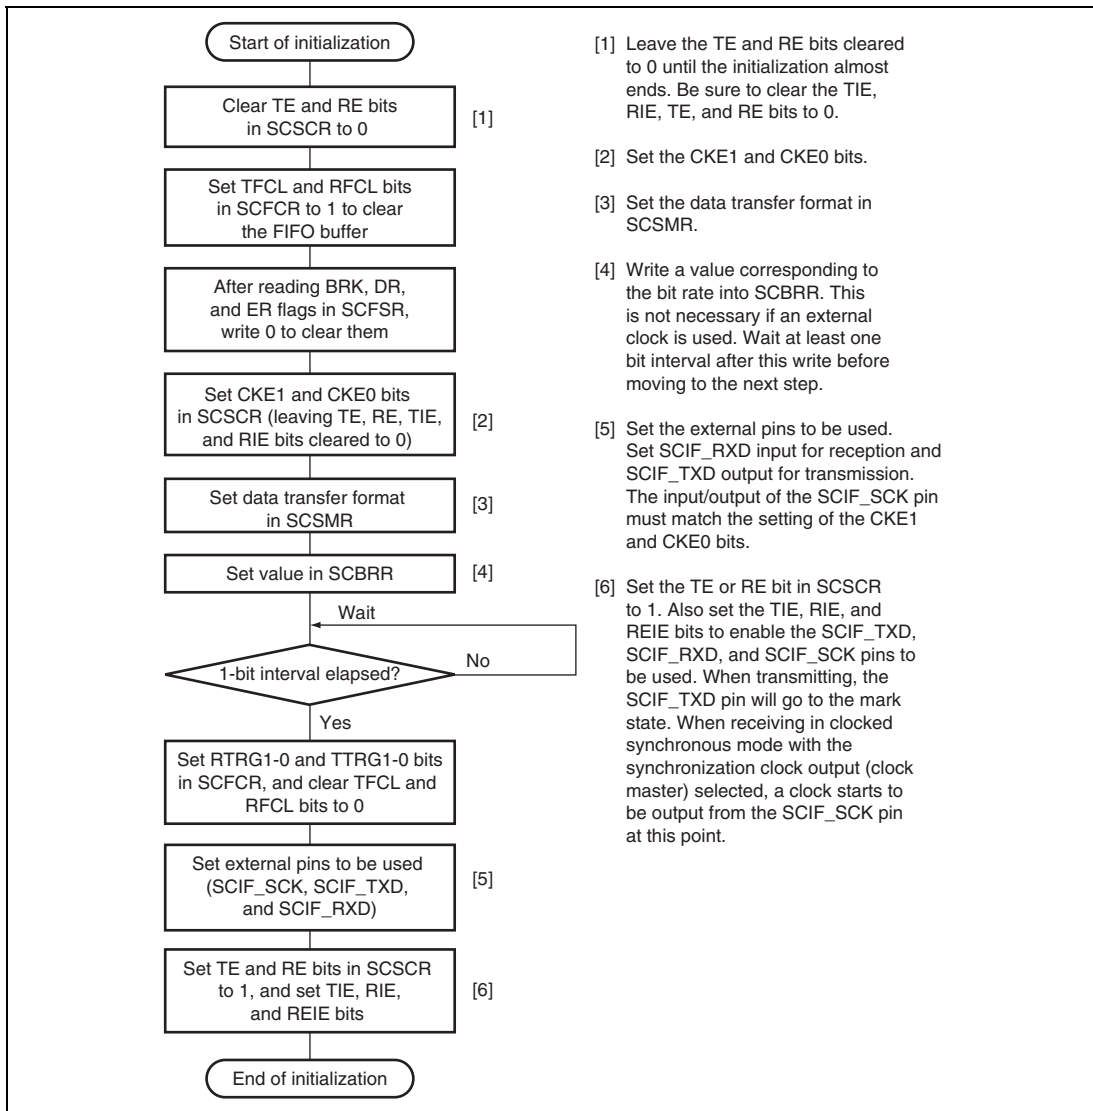 Start of initialization
Clear TE and RE bits
in SCSCR to 0
[1]
Set TFCL and RFCL bits
in SCFCR to 1 to clear
the FIFO buffer
After reading BRK, DR,
and ER flags in SCFSR,
write 0 to clear them
Set CKE1 and CKE0 bits
in SCSCR (leaving TE, RE, TIE,
and RIE bits cleared to 0)
[2]
Set data transfer format
in SCSMR
[3]
Set value in SCBRR
[4]
Wait
1-bit interval elapsed?
No
Yes
Set RTRG1-0 and TTRG1-0 bits
in SCFCR, and clear TFCL and
RFCL bits to 0
Set external pins to be used
(SCIF_SCK, SCIF_TXD,
and SCIF_RXD)
[5]
Set TE and RE bits in SCSCR
to 1, and set TIE, RIE,
and REIE bits
[6]
End of initialization
[1] Leave the TE and RE bits cleared
to 0 until the initialization almost
ends. Be sure to clear the TIE,
RIE, TE, and RE bits to 0.
[2] Set the CKE1 and CKE0 bits.
[3] Set the data transfer format in
SCSMR.
[4] Write a value corresponding to
the bit rate into SCBRR. This
is not necessary if an external
clock is used. Wait at least one
bit interval after this write before
moving to the next step.
[5] Set the external pins to be used.
Set SCIF_RXD input for reception and
SCIF_TXD output for transmission.
The input/output of the SCIF_SCK pin
must match the setting of the CKE1
and CKE0 bits.
[6] Set the TE or RE bit in SCSCR
to 1. Also set the TIE, RIE, and
REIE bits to enable the SCIF_TXD,
SCIF_RXD, and SCIF_SCK pins to
be used. When transmitting, the
SCIF_TXD pin will go to the mark
state. When receiving in clocked
synchronous mode with the
synchronization clock output (clock
master) selected, a clock starts to
be output from the SCIF_SCK pin
at this point.